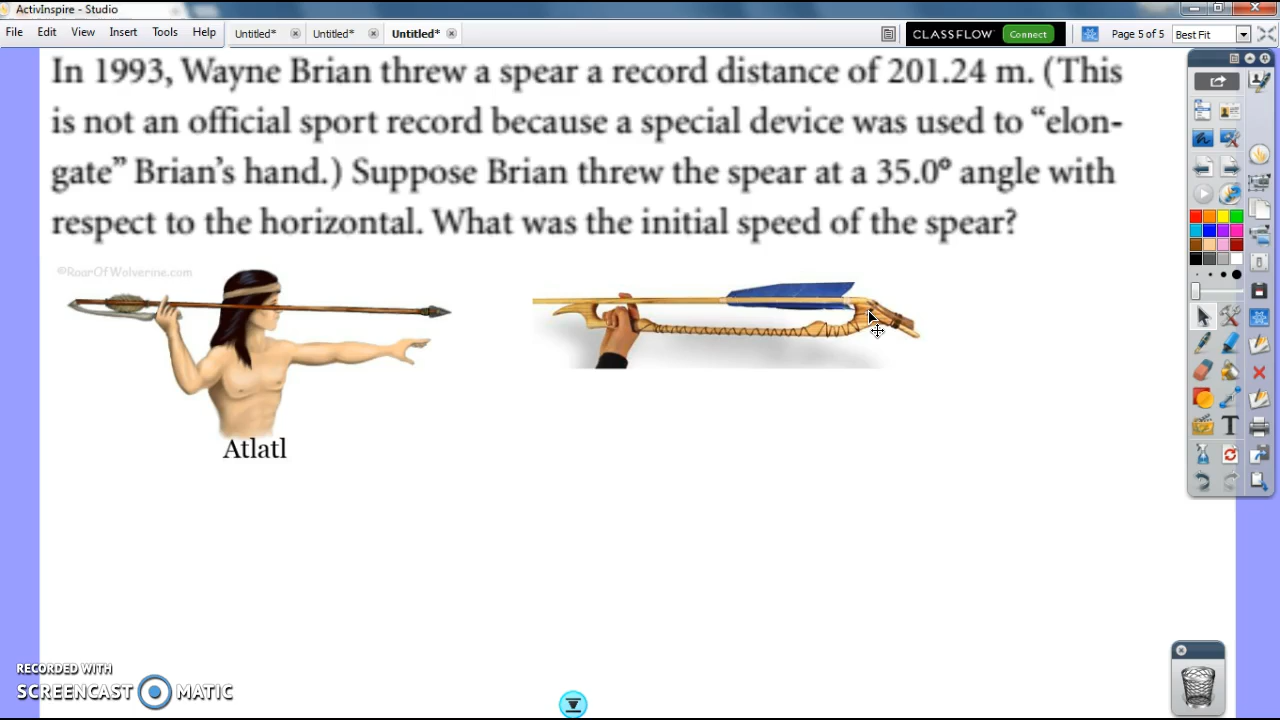 ActivInspire - Studio
File Edit View Insert Tools Help Untitled* Untitled* Untitled* CLASSFLOW Connect Page 5 of 5 Best Fit
In 1993, Wayne Brian threw a spear a record distance of 201.24 m. (This
is not an official sport record because a special device was used to “elon-
gate” Brian’s hand.) Suppose Brian threw the spear at a 35.0° angle with
respect to the horizontal. What was the initial speed of the spear?
©RoarOfWolverine.com
Atlatl
RECORDED WITH
SCREENCAST MATIC